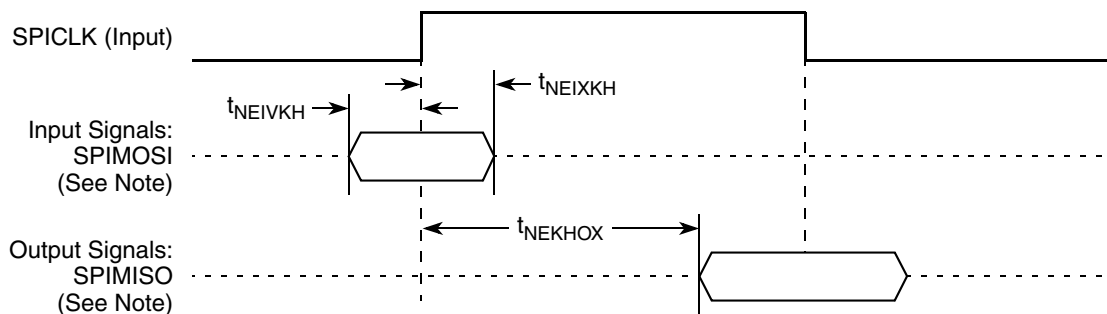 SPICLK (Input)
tNEIXKH
tNEIVKH
Input Signals:
SPIMOSI
(See Note)
tNEKHOX
Output Signals:
SPIMISO
(See Note)